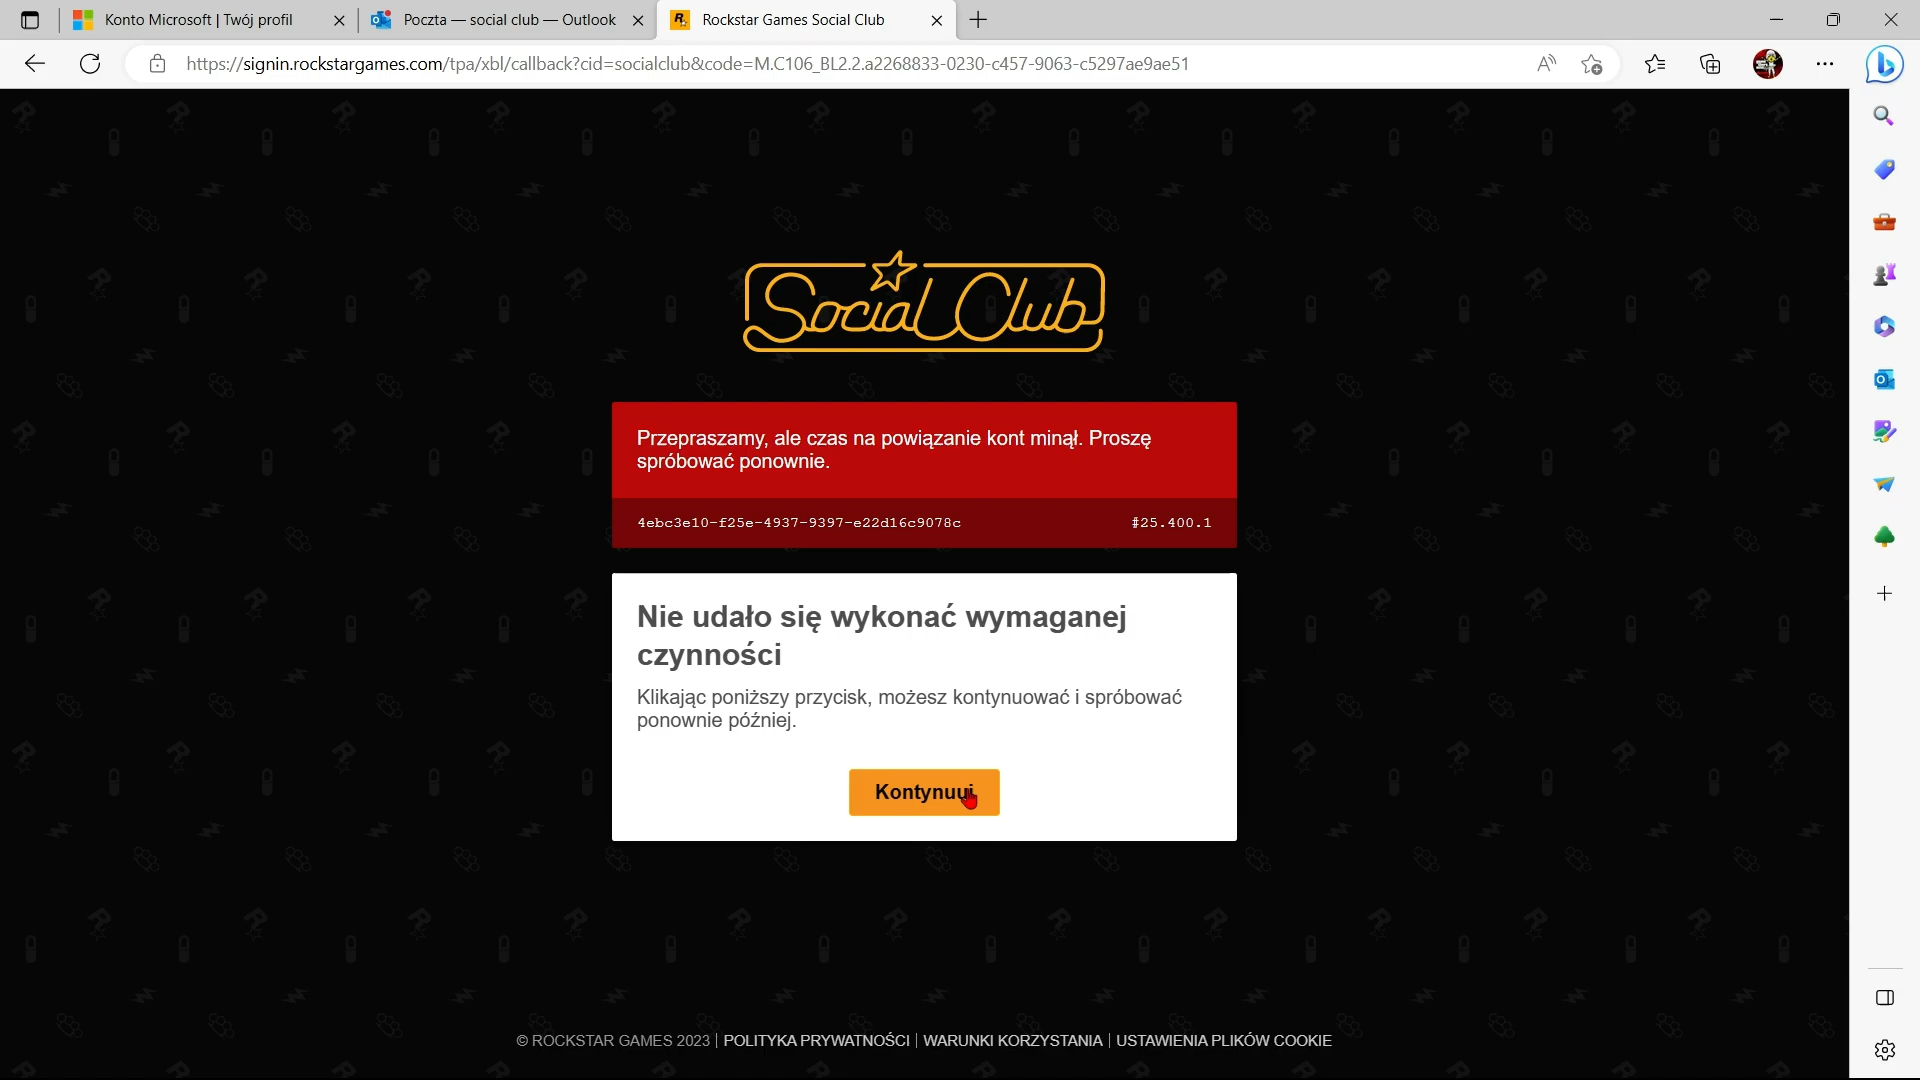 Konto Microsoft | Twój profil
Poczta — social club — Outlook
Rockstar Games Social Club
https://signin.rockstargames.com/tpa/xbl/callback?cid=socialclub&code=M.C106_BL2.2.a2268833-0230-c457-9063-c5297ae9ae51
Social Club
Przepraszamy, ale czas na powiązanie kont minął. Proszę
spróbować ponownie.
4ebc3e10-f25e-4937-9397-e22d16c9078c
#25.400.1
Nie udało się wykonać wymaganej
czynności
Klikając poniższy przycisk, możesz kontynuować i spróbować
ponownie później.
Kontynuuj
© ROCKSTAR GAMES 2023 | POLITYKA PRYWATNOŚCI | WARUNKI KORZYSTANIA | USTAWIENIA PLIKÓW COOKIE